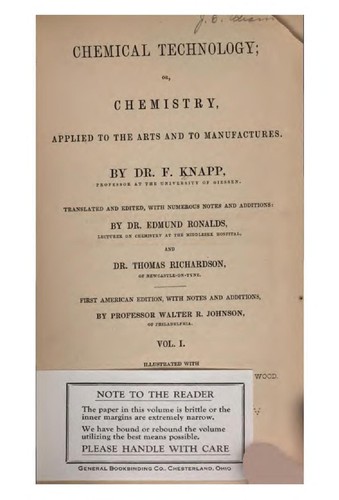 CHEMICAL TECHNOLOGY;
OR,
CHEMISTRY,
APPLIED TO THE ARTS AND TO MANUFACTURES.
BY DR. F. KNAPP,
PROFESSOR AT THE UNIVERSITY OF GIESSEN.
TRANSLATED AND EDITED, WITH NUMEROUS NOTES AND ADDITIONS:
BY DR. EDMUND RONALDS,
LECTURER ON CHEMISTRY AT THE MIDDLESEX HOSPITAL,
AND
DR. THOMAS RICHARDSON,
OF NEWCASTLE-ON-TYNE.
FIRST AMERICAN EDITION, WITH NOTES AND ADDITIONS,
BY PROFESSOR WALTER R. JOHNSON,
OF PHILADELPHIA.
VOL. I.
ILLUSTRATED WITH
WOOD.
NOTE TO THE READER
The paper in this volume is brittle or the
inner margins are extremely narrow.
We have bound or rebound the volume
utilizing the best means possible.
PLEASE HANDLE WITH CARE
GENERAL BOOKBINDING CO., CHESTERLAND, OHIO